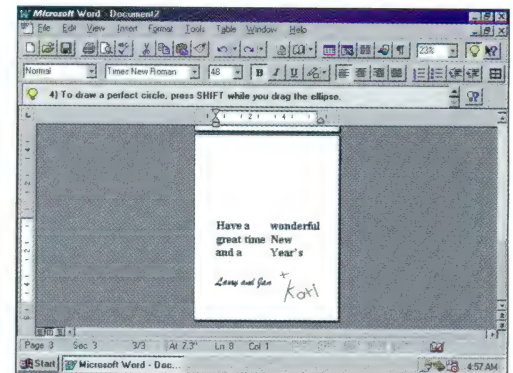 Microsoft Word - Document2
File Edit View Insert Format Tools Table Window Help
23%
Normal Times New Roman 48 B I U
4) To draw a perfect circle, press SHIFT while you drag the ellipse.
Have a wonderful
great time New
and a Year's
Larry and Jan + Kori
Page 3 Sec 3 3/3 At 7.3" Ln 8 Col 1
Start Microsoft Word - Doc... 4:57 AM